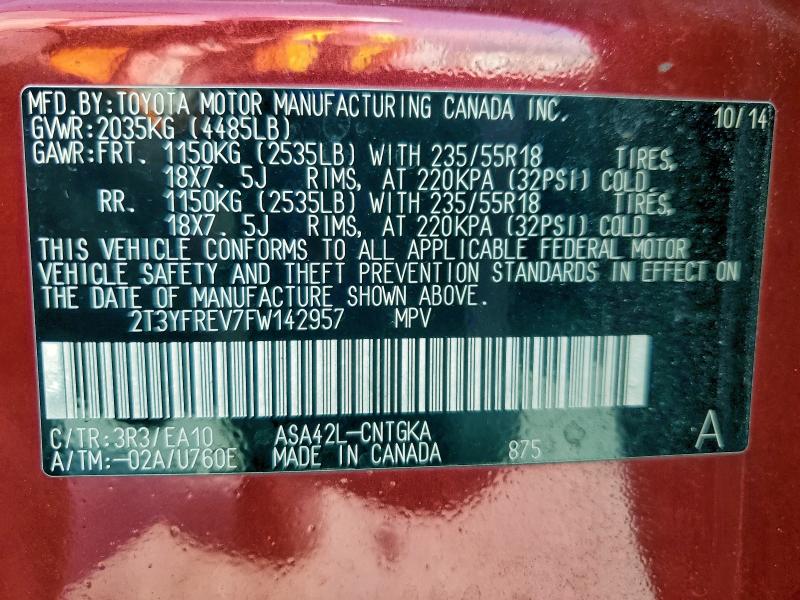 MFD.BY:TOYOTA MOTOR MANUFACTURING CANADA INC. 10/14
GVWR:2035KG (4485LB)
GAWR:FRT. 1150KG (2535LB) WITH 235/55R18 TIRES,
18X7.5J RIMS, AT 220KPA (32PSI) COLD.
RR. 1150KG (2535LB) WITH 235/55R18 TIRES,
18X7.5J RIMS, AT 220KPA (32PSI) COLD.
THIS VEHICLE CONFORMS TO ALL APPLICABLE FEDERAL MOTOR
VEHICLE SAFETY AND THEFT PREVENTION STANDARDS IN EFFECT ON
THE DATE OF MANUFACTURE SHOWN ABOVE.
2T3YFREV7FW142957 MPV
C/TR:3R3/EA10 ASA42L-CNTGKA A
A/TM:-02A/U760E MADE IN CANADA 875